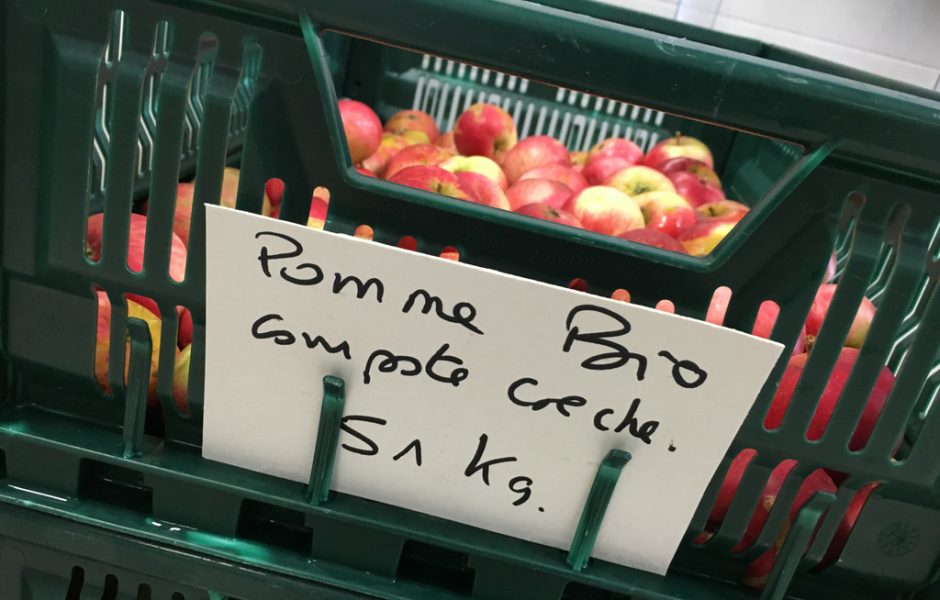 Pomme Bio
compote creche.
51 Kg.